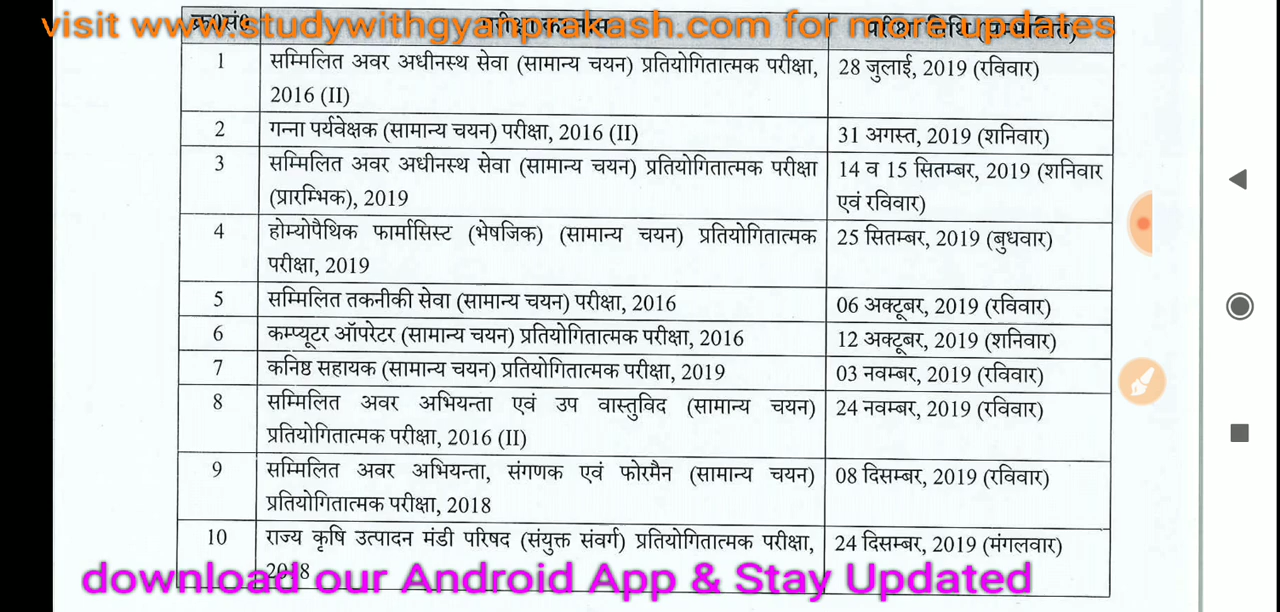 visit www.studywithgyanprakash.com for more updates
क्र0सं0
1 सम्मिलित अवर अधीनस्थ सेवा (सामान्य चयन) प्रतियोगितात्मक परीक्षा, 28 जुलाई, 2019 (रविवार)
2016 (II)
2 गन्ना पर्यवेक्षक (सामान्य चयन) परीक्षा, 2016 (II) 31 अगस्त, 2019 (शनिवार)
3 सम्मिलित अवर अधीनस्थ सेवा (सामान्य चयन) प्रतियोगितात्मक परीक्षा 14 व 15 सितम्बर, 2019 (शनिवार
(प्रारम्भिक), 2019 एवं रविवार)
4 होम्योपैथिक फार्मासिस्ट (भेषजिक) (सामान्य चयन) प्रतियोगितात्मक 25 सितम्बर, 2019 (बुधवार)
परीक्षा, 2019
5 सम्मिलित तकनीकी सेवा (सामान्य चयन) परीक्षा, 2016 06 अक्टूबर, 2019 (रविवार)
6 कम्प्यूटर ऑपरेटर (सामान्य चयन) प्रतियोगितात्मक परीक्षा, 2016 12 अक्टूबर, 2019 (शनिवार)
7 कनिष्ठ सहायक (सामान्य चयन) प्रतियोगितात्मक परीक्षा, 2019 03 नवम्बर, 2019 (रविवार)
8 सम्मिलित अवर अभियन्ता एवं उप वास्तुविद (सामान्य चयन) 24 नवम्बर, 2019 (रविवार)
प्रतियोगितात्मक परीक्षा, 2016 (II)
9 सम्मिलित अवर अभियन्ता, संगणक एवं फोरमैन (सामान्य चयन) 08 दिसम्बर, 2019 (रविवार)
प्रतियोगितात्मक परीक्षा, 2018
10 राज्य कृषि उत्पादन मंडी परिषद (संयुक्त संवर्ग) प्रतियोगितात्मक परीक्षा, 24 दिसम्बर, 2019 (मंगलवार)
2018
download our Android App & Stay Updated